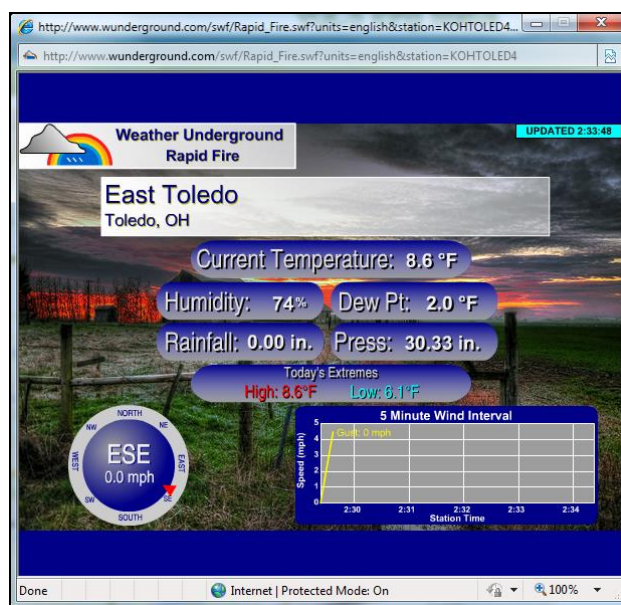 http://www.wunderground.com/swf/Rapid_Fire.swf?units=english&station=KOHTOLED4...
http://www.wunderground.com/swf/Rapid_Fire.swf?units=english&station=KOHTOLED4
Weather Underground
Rapid Fire
UPDATED 2:33:48
East Toledo
Toledo, OH
Current Temperature: 8.6 °F
Humidity: 74% Dew Pt: 2.0 °F
Rainfall: 0.00 in. Press: 30.33 in.
Today's Extremes
High: 8.6°F Low: 6.1°F
NORTH
NW NE
WEST EAST
ESE
0.0 mph
SW SE
SOUTH
5 Minute Wind Interval
Speed (mph)
5
4
3
2
1
0
Gust: 0 mph
2:30 2:31 2:32 2:33 2:34
Station Time
Done Internet | Protected Mode: On 100%